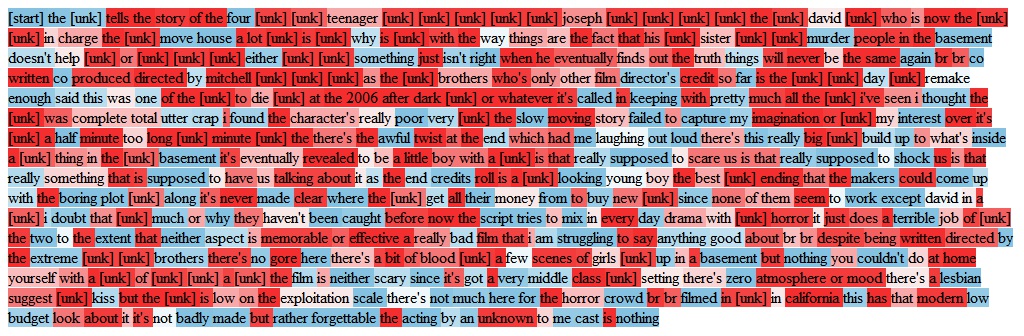 [start] the [unk] tells the story of the four [unk] [unk] teenager [unk] [unk] [unk] [unk] [unk] joseph [unk] [unk] [unk] [unk] the [unk] david [unk] who is now the [unk]
[unk] in charge the [unk] move house a lot [unk] is [unk] why is [unk] with the way things are the fact that his [unk] sister [unk] [unk] murder people in the basement
doesn't help [unk] or [unk] [unk] [unk] either [unk] [unk] something just isn't right when he eventually finds out the truth things will never be the same again br br co
written co produced directed by mitchell [unk] [unk] [unk] as the [unk] brothers who's only other film director's credit so far is the [unk] [unk] day [unk] remake
enough said this was one of the [unk] to die [unk] at the 2006 after dark [unk] or whatever it's called in keeping with pretty much all the [unk] i've seen i thought the
[unk] was complete total utter crap i found the character's really poor very [unk] the slow moving story failed to capture my imagination or [unk] my interest over it's
[unk] a half minute too long [unk] minute [unk] the there's the awful twist at the end which had me laughing out loud there's this really big [unk] build up to what's inside
a [unk] thing in the [unk] basement it's eventually revealed to be a little boy with a [unk] is that really supposed to scare us is that really supposed to shock us is that
really something that is supposed to have us talking about it as the end credits roll is a [unk] looking young boy the best [unk] ending that the makers could come up
with the boring plot [unk] along it's never made clear where the [unk] get all their money from to buy new [unk] since none of them seem to work except david in a
[unk] i doubt that [unk] much or why they haven't been caught before now the script tries to mix in every day drama with [unk] horror it just does a terrible job of [unk]
the two to the extent that neither aspect is memorable or effective a really bad film that i am struggling to say anything good about br br despite being written directed by
the extreme [unk] [unk] brothers there's no gore here there's a bit of blood [unk] a few scenes of girls [unk] up in a basement but nothing you couldn't do at home
yourself with a [unk] of [unk] [unk] a [unk] the film is neither scary since it's got a very middle class [unk] setting there's zero atmosphere or mood there's a lesbian
suggest [unk] kiss but the [unk] is low on the exploitation scale there's not much here for the horror crowd br br filmed in [unk] in california this has that modern low
budget look about it it's not badly made but rather forgettable the acting by an unknown to me cast is nothing